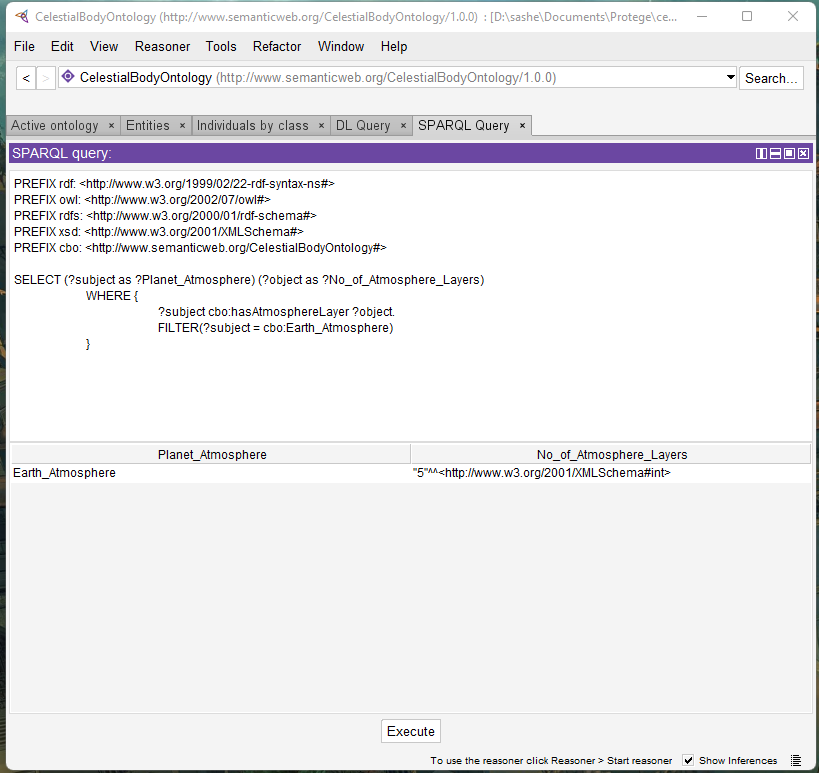 CelestialBodyOntology (http://www.semanticweb.org/CelestialBodyOntology/1.0.0) : [D:\sashe\Documents\Protege\ce...
File Edit View Reasoner Tools Refactor Window Help
< > CelestialBodyOntology (http://www.semanticweb.org/CelestialBodyOntology/1.0.0) Search...
Active ontology × Entities × Individuals by class × DL Query × SPARQL Query ×
SPARQL query:
PREFIX rdf: <http://www.w3.org/1999/02/22-rdf-syntax-ns#>
PREFIX owl: <http://www.w3.org/2002/07/owl#>
PREFIX rdfs: <http://www.w3.org/2000/01/rdf-schema#>
PREFIX xsd: <http://www.w3.org/2001/XMLSchema#>
PREFIX cbo: <http://www.semanticweb.org/CelestialBodyOntology#>
SELECT (?subject as ?Planet_Atmosphere) (?object as ?No_of_Atmosphere_Layers)
WHERE {
?subject cbo:hasAtmosphereLayer ?object.
FILTER(?subject = cbo:Earth_Atmosphere)
}
Planet_Atmosphere No_of_Atmosphere_Layers
Earth_Atmosphere "5"^^<http://www.w3.org/2001/XMLSchema#int>
Execute
To use the reasoner click Reasoner > Start reasoner Show Inferences